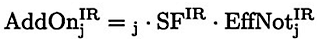 AddOn_j^IR = _j · SF^IR · EffNot_j^IR